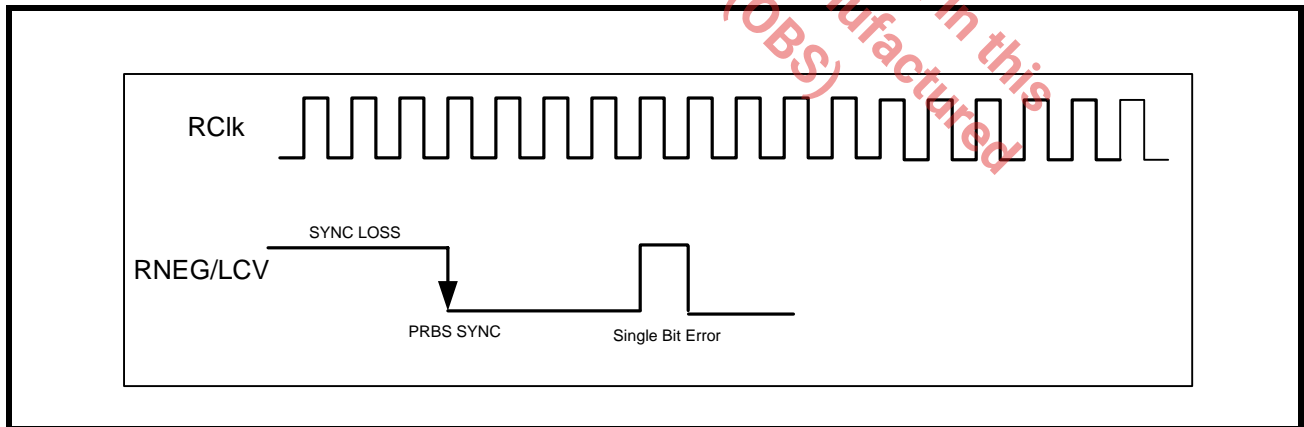 in this
nufactured
(OBS)
RClk
SYNC LOSS
RNEG/LCV
PRBS SYNC
Single Bit Error